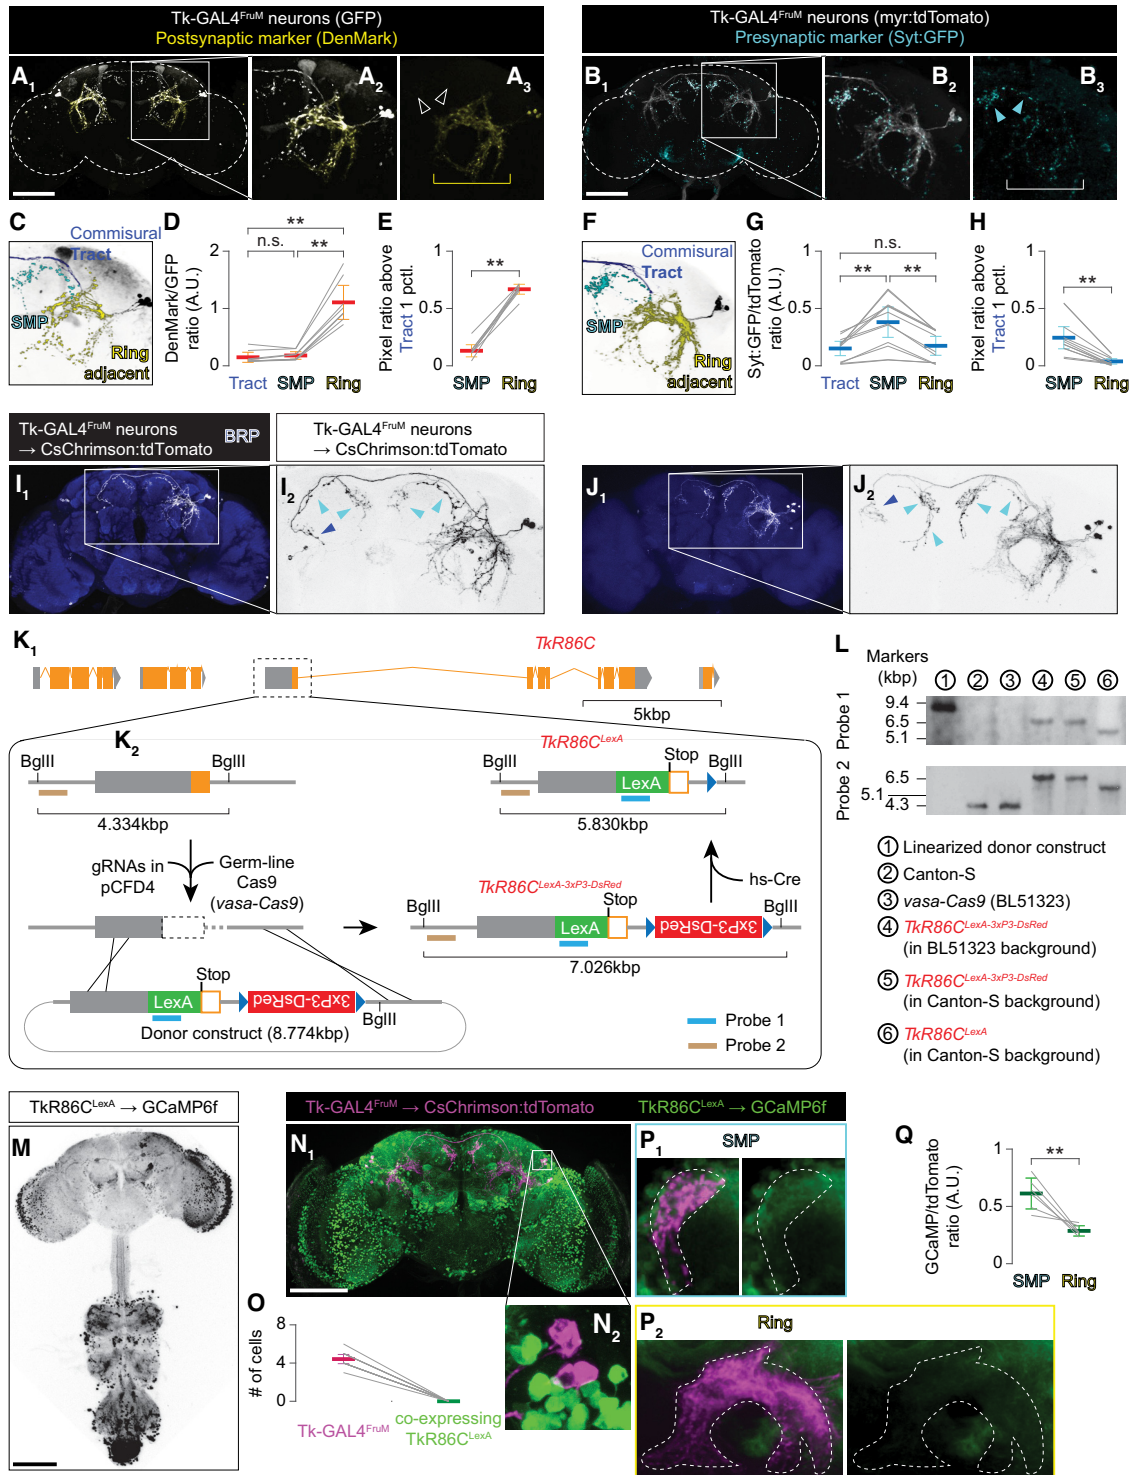 Tk-GAL4FruM neurons (GFP)
Postsynaptic marker (DenMark)
Tk-GAL4FruM neurons (myr:tdTomato)
Presynaptic marker (Syt:GFP)
A1
A2
A3
B1
B2
B3
C
Commisural
Tract
SMP
Ring
adjacent
D
DenMark/GFP
ratio (A.U.)
2
1
0
**
n.s.
**
Tract SMP Ring
E
Pixel ratio above
Tract 1 pctl.
1
0.5
0
**
SMP Ring
F
Commisural
Tract
SMP
Ring
adjacent
G
Syt:GFP/tdTomato
ratio (A.U.)
1
0.5
0
n.s.
** **
Tract SMP Ring
H
Pixel ratio above
Tract 1 pctl.
1
0.5
0
**
SMP Ring
Tk-GAL4FruM neurons
→ CsChrimson:tdTomato
BRP
Tk-GAL4FruM neurons
→ CsChrimson:tdTomato
I1
I2
J1
J2
K1
TkR86C
5kbp
K2
BglII
BglII
4.334kbp
TkR86CLexA
Stop
BglII
BglII
LexA
5.830kbp
gRNAs in
pCFD4
Germ-line
Cas9
(vasa-Cas9)
hs-Cre
TkR86CLexA-3xP3-DsRed
Stop
BglII
BglII
LexA
3xP3-DsRed
7.026kbp
Stop
LexA
3xP3-DsRed
BglII
Donor construct (8.774kbp)
Probe 1
Probe 2
L
Markers
(kbp)
1 2 3 4 5 6
Probe 1
9.4
6.5
5.1
Probe 2
6.5
5.1
4.3
1 Linearized donor construct
2 Canton-S
3 vasa-Cas9 (BL51323)
4 TkR86CLexA-3xP3-DsRed
(in BL51323 background)
5 TkR86CLexA-3xP3-DsRed
(in Canton-S background)
6 TkR86CLexA
(in Canton-S background)
TkR86CLexA → GCaMP6f
M
Tk-GAL4FruM → CsChrimson:tdTomato
TkR86CLexA → GCaMP6f
N1
N2
O
# of cells
8
4
0
Tk-GAL4FruM
co-expressing
TkR86CLexA
P1
SMP
P2
Ring
Q
GCaMP/tdTomato
ratio (A.U.)
1
0.5
0
**
SMP Ring